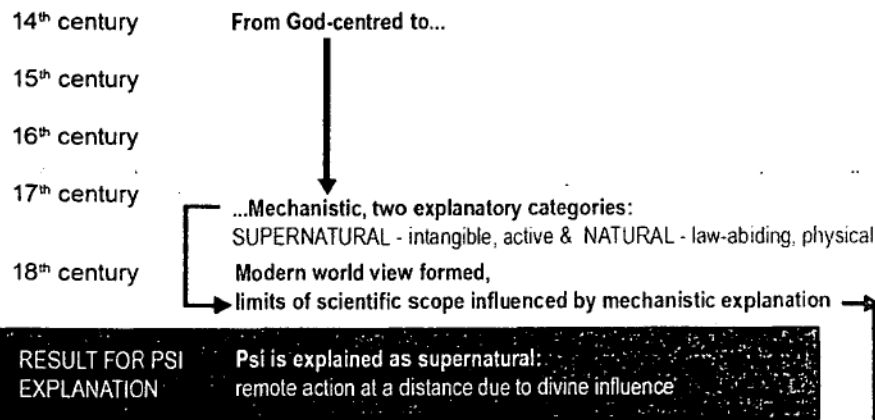 14th century From God-centred to...
15th century
16th century
17th century
...Mechanistic, two explanatory categories:
SUPERNATURAL - intangible, active & NATURAL - law-abiding, physical
18th century Modern world view formed,
limits of scientific scope influenced by mechanistic explanation
RESULT FOR PSI Psi is explained as supernatural:
EXPLANATION remote action at a distance due to divine influence